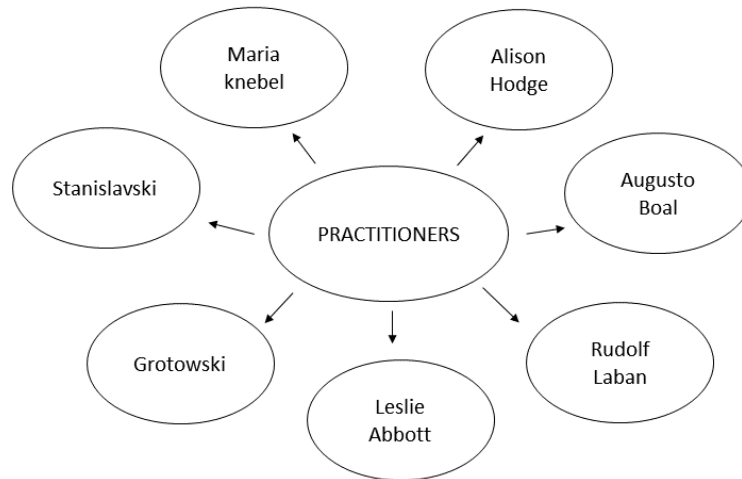 Maria
knebel
Alison
Hodge
Stanislavski
Augusto
Boal
PRACTITIONERS
Grotowski
Rudolf
Laban
Leslie
Abbott